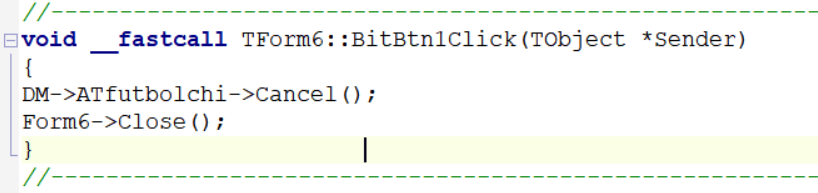 //----------------------------------------------------------
void __fastcall TForm6::BitBtn1Click(TObject *Sender)
{
DM->ATfutbolchi->Cancel();
Form6->Close();
}
//----------------------------------------------------------